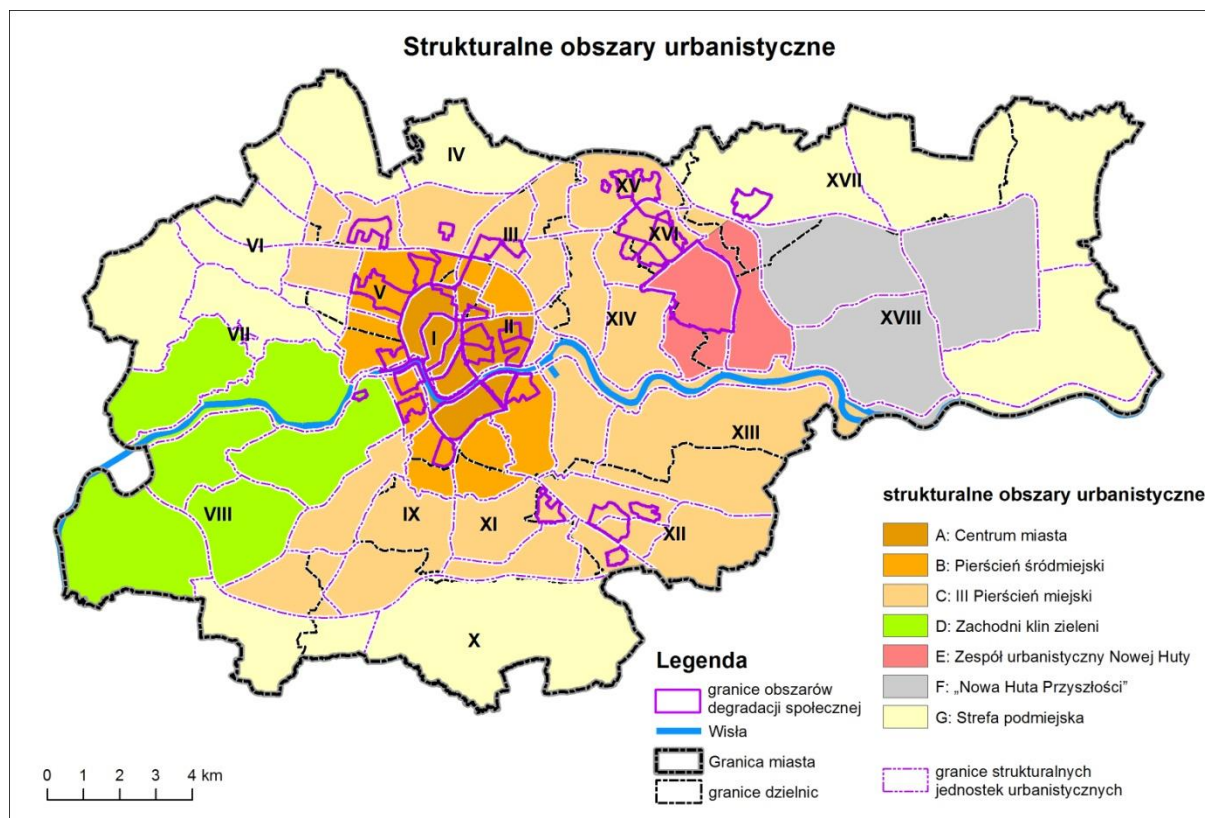 Strukturalne obszary urbanistyczne
IV
XV
XVII
III
XVI
VI
V
I
II
XIV
VII
XVIII
XIII
VIII
IX
XI
XII
X
strukturalne obszary urbanistyczne
A: Centrum miasta
B: Pierścień śródmiejski
C: III Pierścień miejski
D: Zachodni klin zieleni
E: Zespół urbanistyczny Nowej Huty
F: „Nowa Huta Przyszłości”
G: Strefa podmiejska
granice strukturalnych
jednostek urbanistycznych
Legenda
granice obszarów
degradacji społecznej
Wisła
Granica miasta
granice dzielnic
0 1 2 3 4 km